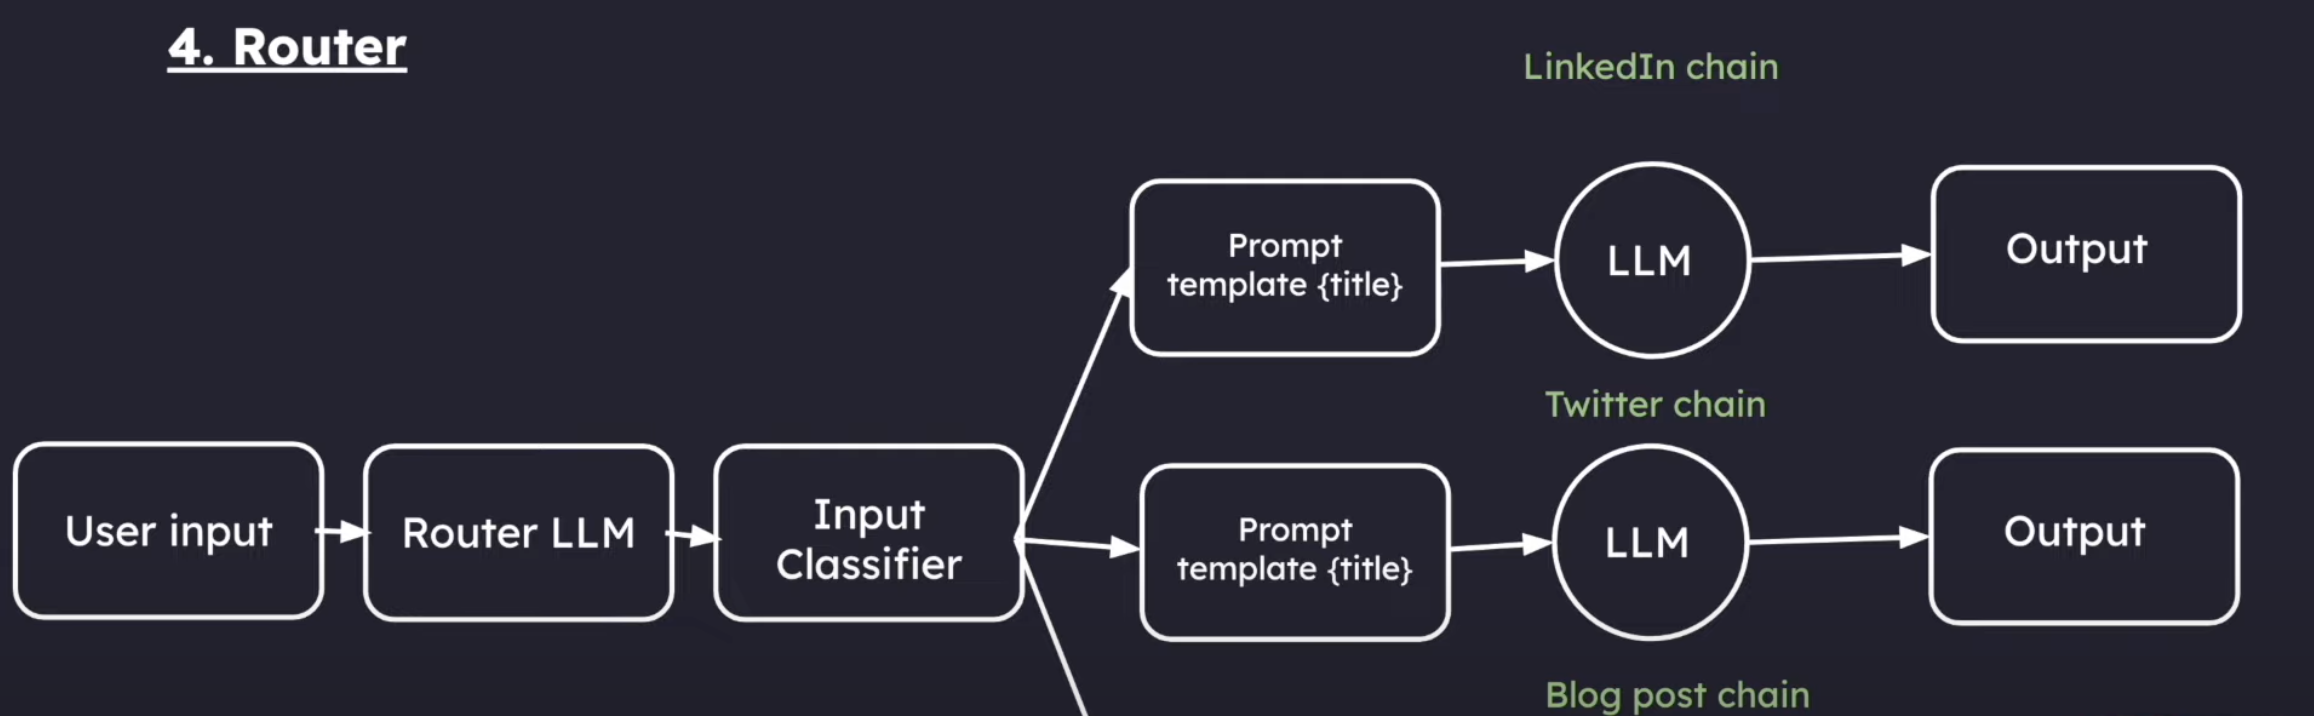 4. Router
LinkedIn chain
Prompt
template {title}
LLM
Output
Twitter chain
User input
Router LLM
Input
Classifier
Prompt
template {title}
LLM
Output
Blog post chain